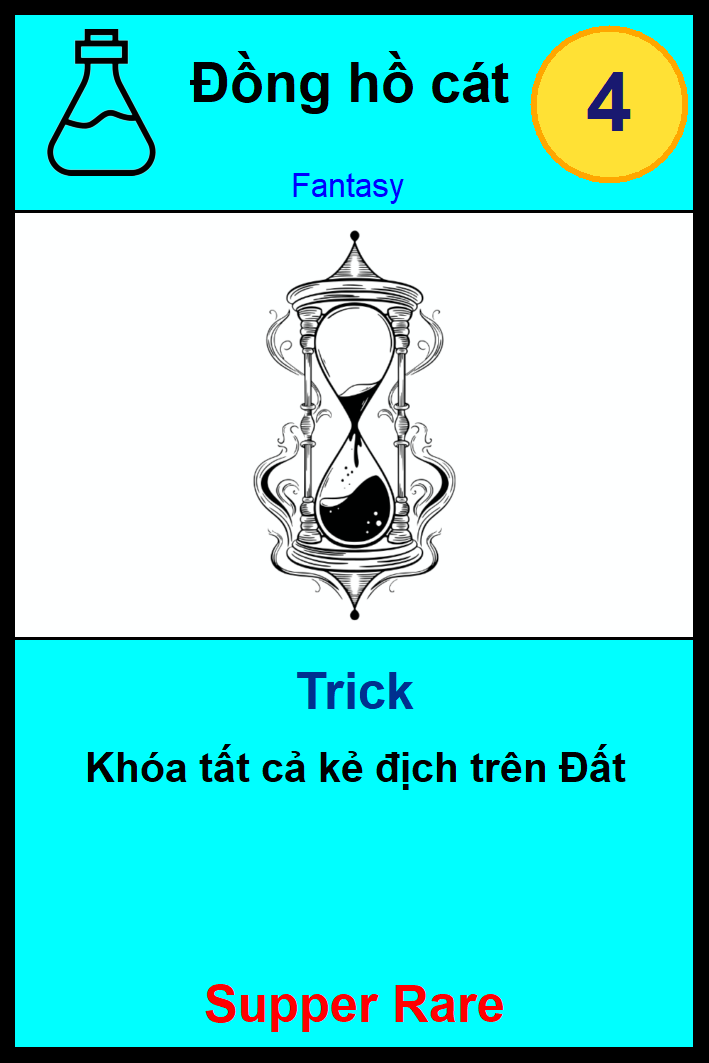 Đồng hồ cát
4
Fantasy
Trick
Khóa tất cả kẻ địch trên Đất
Supper Rare